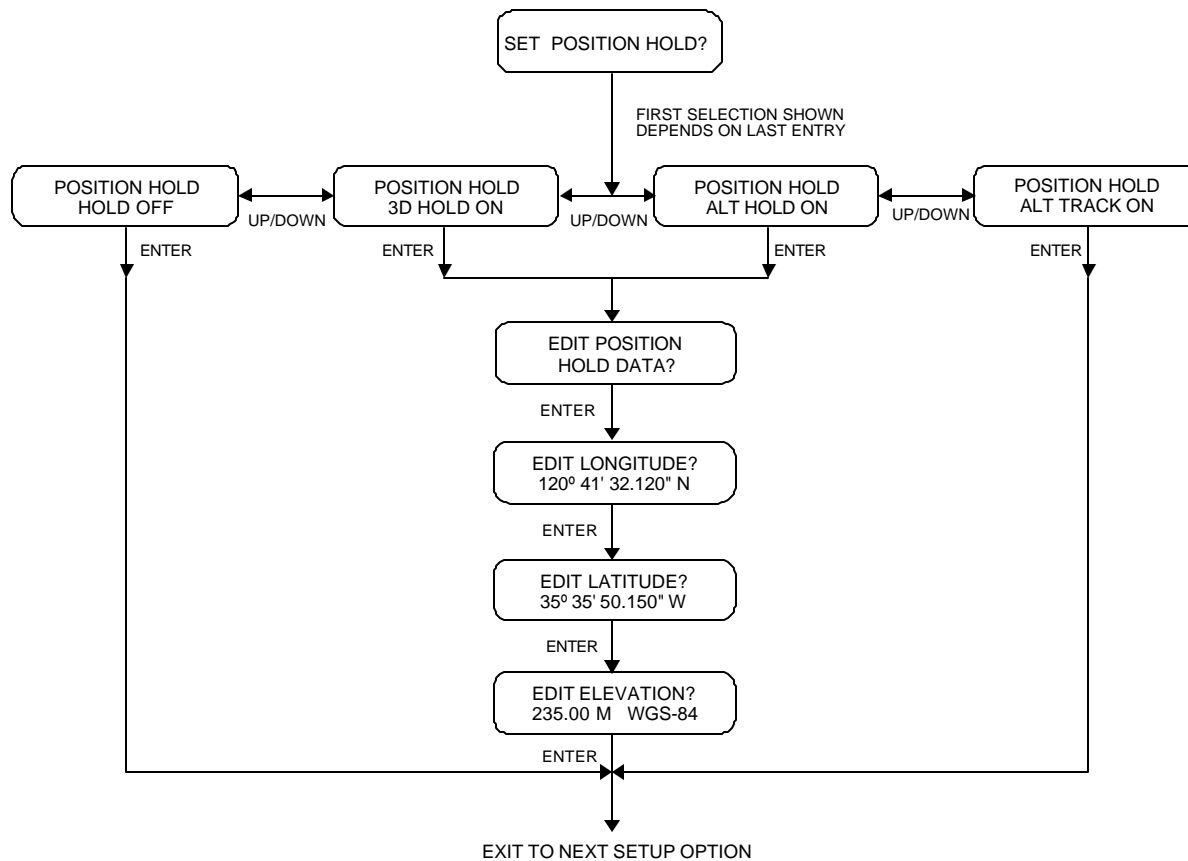 SET POSITION HOLD?
FIRST SELECTION SHOWN
DEPENDS ON LAST ENTRY
POSITION HOLD
HOLD OFF
UP/DOWN
POSITION HOLD
3D HOLD ON
UP/DOWN
POSITION HOLD
ALT HOLD ON
UP/DOWN
POSITION HOLD
ALT TRACK ON
ENTER
ENTER
ENTER
ENTER
EDIT POSITION
HOLD DATA?
ENTER
EDIT LONGITUDE?
120º 41' 32.120" N
ENTER
EDIT LATITUDE?
35º 35' 50.150" W
ENTER
EDIT ELEVATION?
235.00 M WGS-84
ENTER
EXIT TO NEXT SETUP OPTION